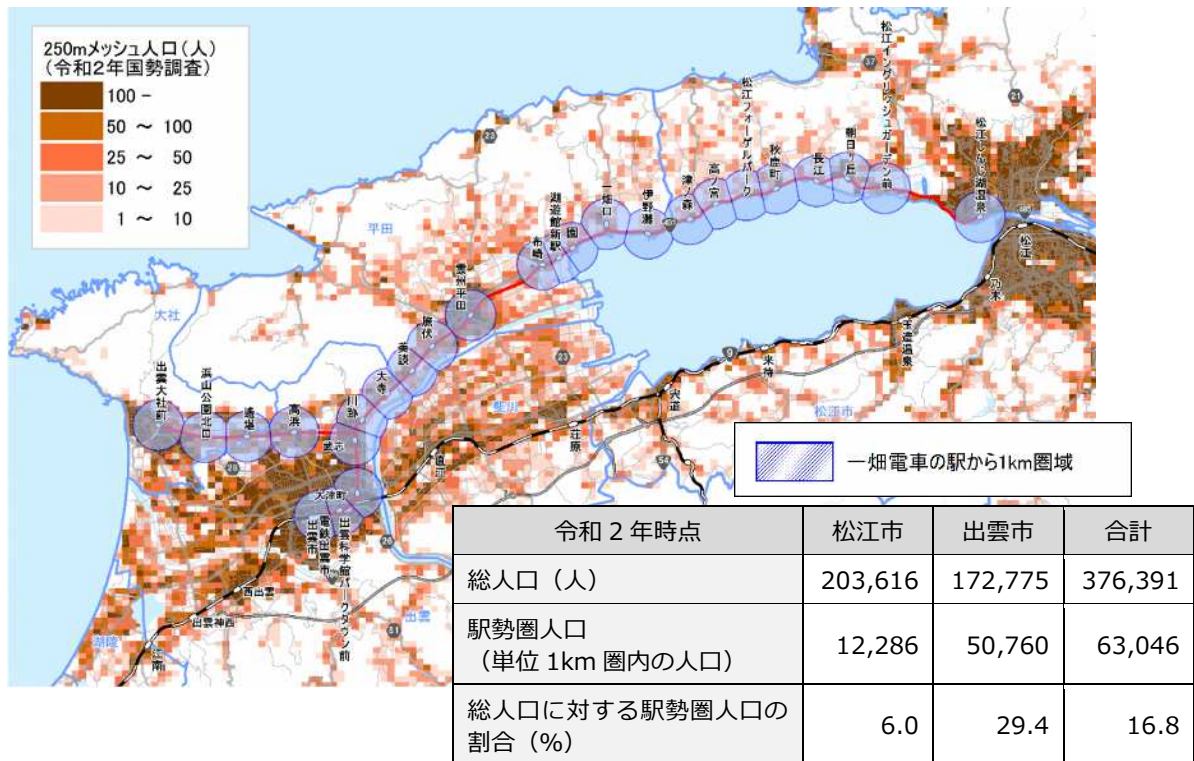 250mメッシュ人口(人)
(令和2年国勢調査)
100 -
50 ～ 100
25 ～ 50
10 ～ 25
1 ～ 10
松江イングリッシュガーデン前
松江フォーゲルパーク
松江しんじ湖温泉
朝日ヶ丘
長江
秋鹿町
高ノ宮
津ノ森
伊野灘
一畑口
園
湖遊館新駅
布崎
雲州平田
旅伏
美談
大寺
川跡
武志
高浜
遙堪
浜山公園北口
出雲大社町
大津町
出雲科学館パークタウン前
電鉄出雲市
出雲市
平田
大社
斐川
松江市
出雲
湖陵
松江
乃木
玉造温泉
来待
宍道
荘原
直江
西出雲
出雲神西
江南
37
21
23
23
9
54
28
26
一畑電車の駅から1km圏域
令和２年時点 松江市 出雲市 合計
総人口（人） 203,616 172,775 376,391
駅勢圏人口
（単位 1km 圏内の人口） 12,286 50,760 63,046
総人口に対する駅勢圏人口の
割合（%） 6.0 29.4 16.8